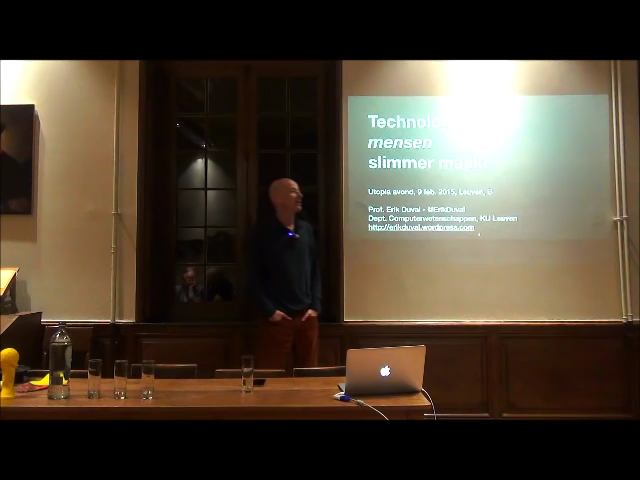 mensen
slimmer
Utopia avond, 9 feb. 2015, Leuven, B
Prof. Erik Duval - @ErikDuval
Dept. Computerwetenschappen, KU Leuven
http://erikduval.wordpress.com